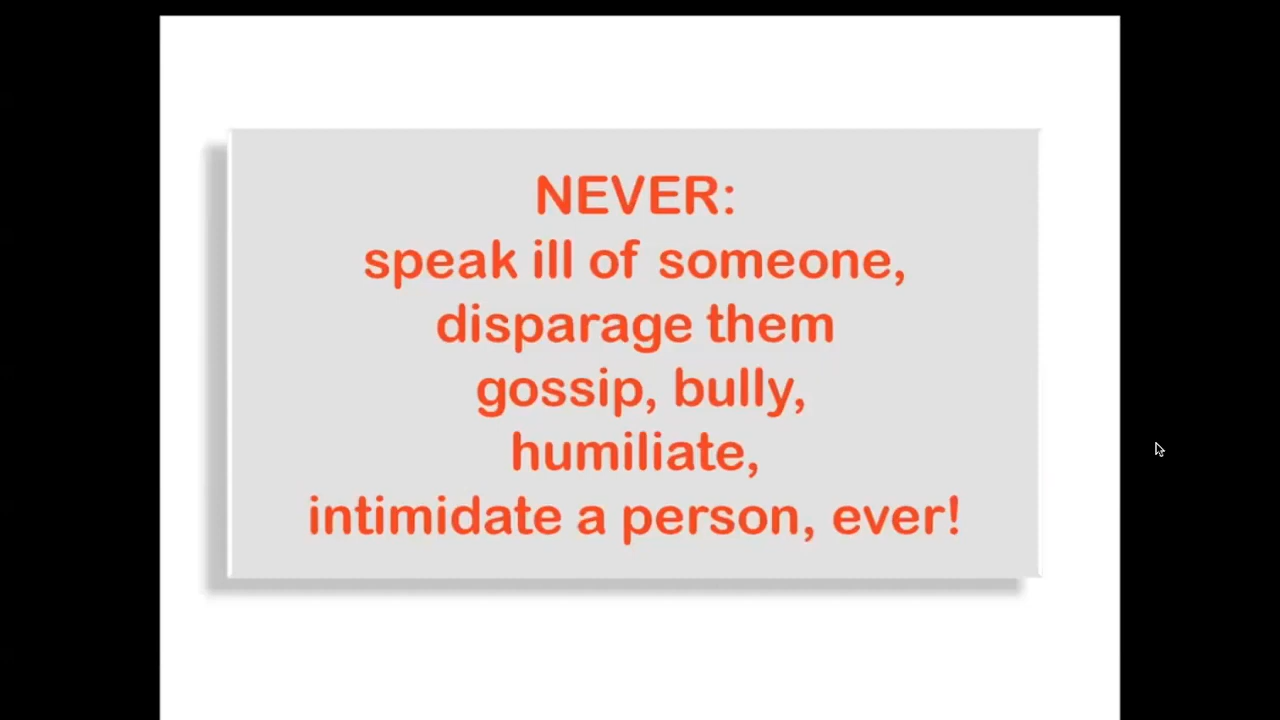 NEVER:
speak ill of someone,
disparage them
gossip, bully,
humiliate,
intimidate a person, ever!